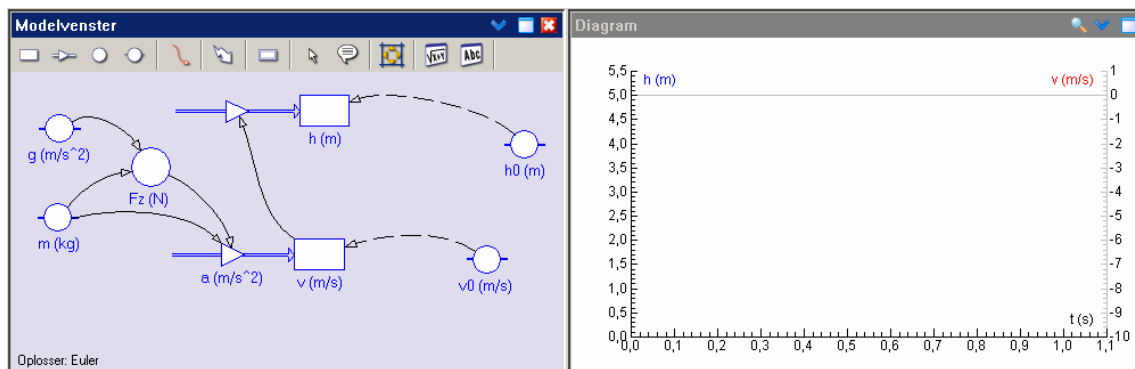 Modelvenster
√x+y Abc
g (m/s^2)
Fz (N)
m (kg)
h (m)
h0 (m)
a (m/s^2)
v (m/s)
v0 (m/s)
Oplosser: Euler
Diagram
h (m)
v (m/s)
5,5
5,0
4,5
4,0
3,5
3,0
2,5
2,0
1,5
1,0
0,5
0,0
1
0
-1
-2
-3
-4
-5
-6
-7
-8
-9
-10
t (s)
0,0 0,1 0,2 0,3 0,4 0,5 0,6 0,7 0,8 0,9 1,0 1,1